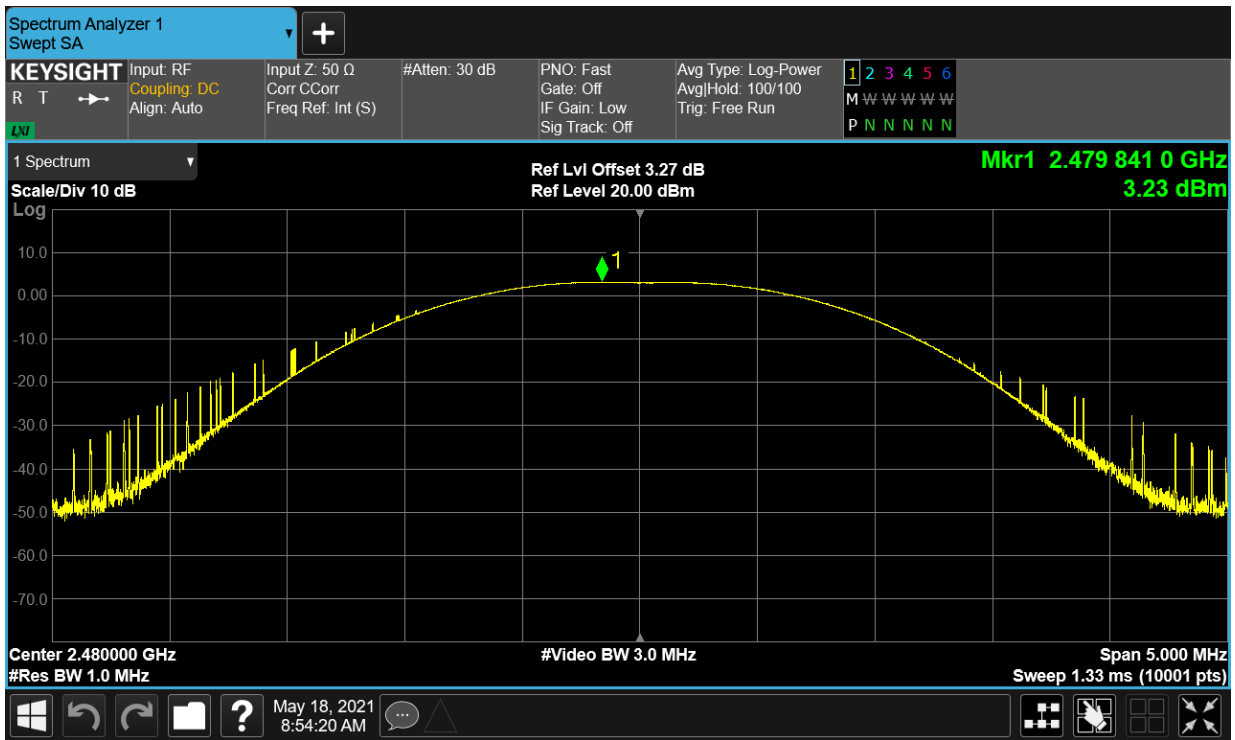 Spectrum Analyzer 1
Swept SA
+
KEYSIGHT
R T
LXI
Input: RF
Coupling: DC
Align: Auto
Input Z: 50 Ω
Corr CCorr
Freq Ref: Int (S)
#Atten: 30 dB
PNO: Fast
Gate: Off
IF Gain: Low
Sig Track: Off
Avg Type: Log-Power
Avg|Hold: 100/100
Trig: Free Run
1 2 3 4 5 6
M W W W W W
P N N N N N
1 Spectrum
Scale/Div 10 dB
Log
Ref Lvl Offset 3.27 dB
Ref Level 20.00 dBm
Mkr1 2.479 841 0 GHz
3.23 dBm
1
10.0
0.00
-10.0
-20.0
-30.0
-40.0
-50.0
-60.0
-70.0
Center 2.480000 GHz
#Res BW 1.0 MHz
#Video BW 3.0 MHz
Span 5.000 MHz
Sweep 1.33 ms (10001 pts)
?
May 18, 2021
8:54:20 AM